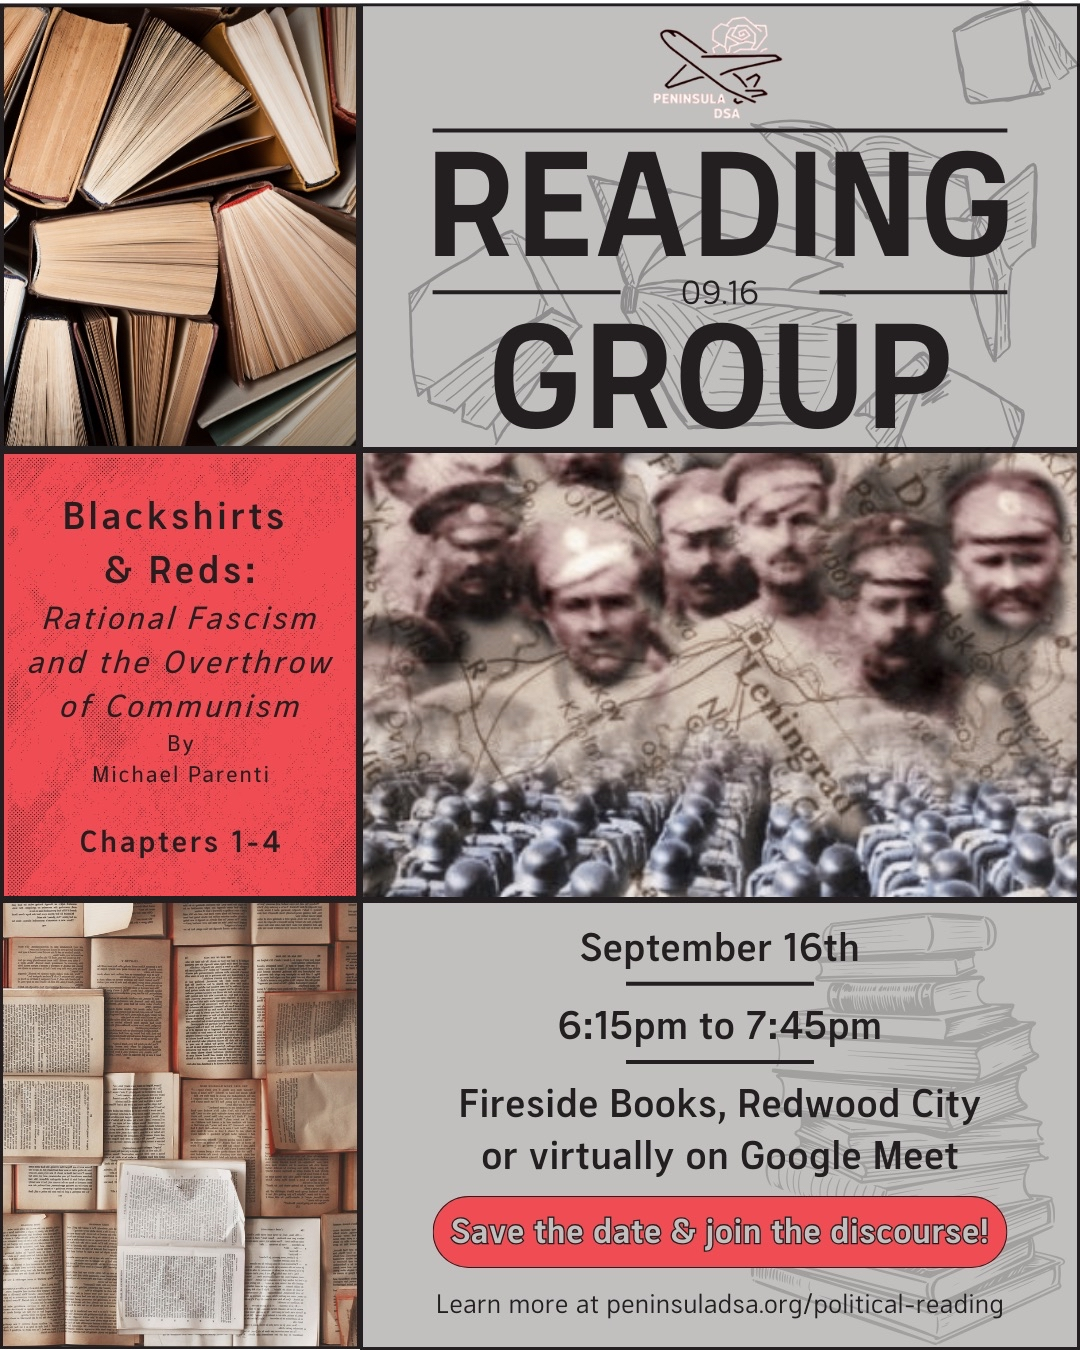 PENINSULA
DSA
READING
09.16
GROUP
Blackshirts
& Reds:
Rational Fascism
and the Overthrow
of Communism
By
Michael Parenti
Chapters 1-4
Leningrad
September 16th
6:15pm to 7:45pm
Fireside Books, Redwood City
or virtually on Google Meet
Save the date & join the discourse!
Learn more at peninsuladsa.org/political-reading